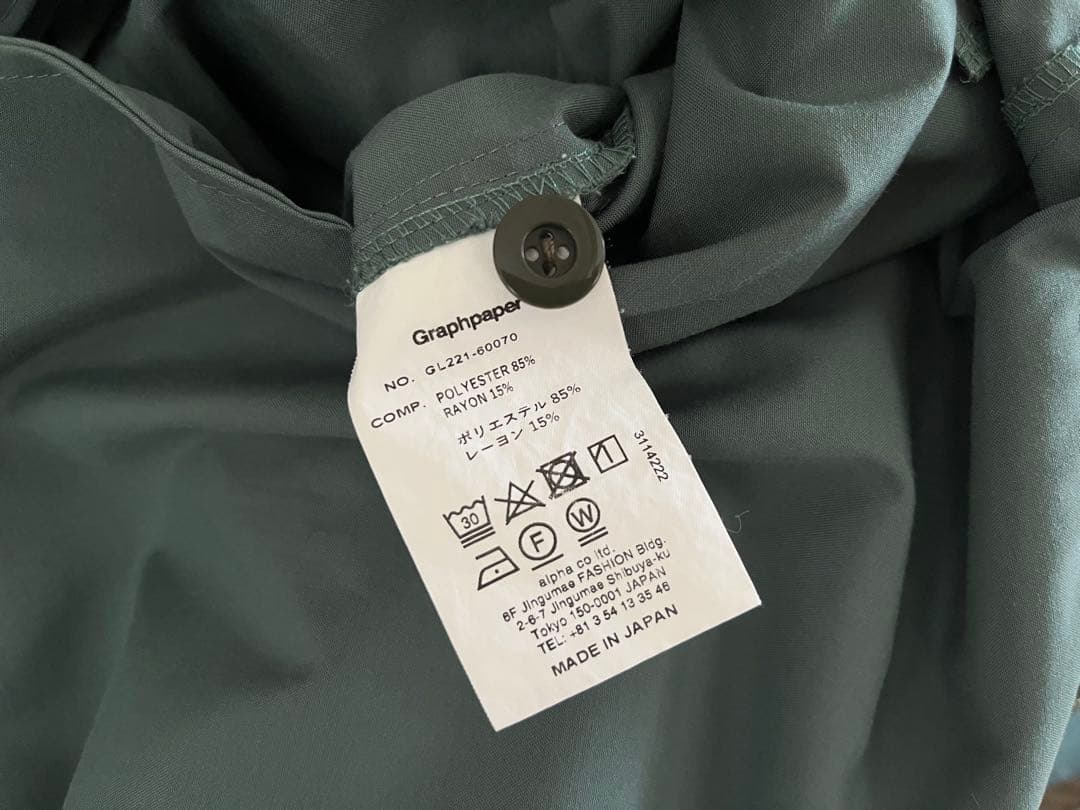 Graphpaper
NO. GL221-60070
COMP. POLYESTER 85%
RAYON 15%
ポリエステル 85%
レーヨン 15%
3114222
30
F W
alpha co ltd.
6F Jingumae FASHION Bldg.
2-6-7 Jingumae Shibuya-ku
Tokyo 150-0001 JAPAN
TEL: +81 3 54 13 35 46
MADE IN JAPAN